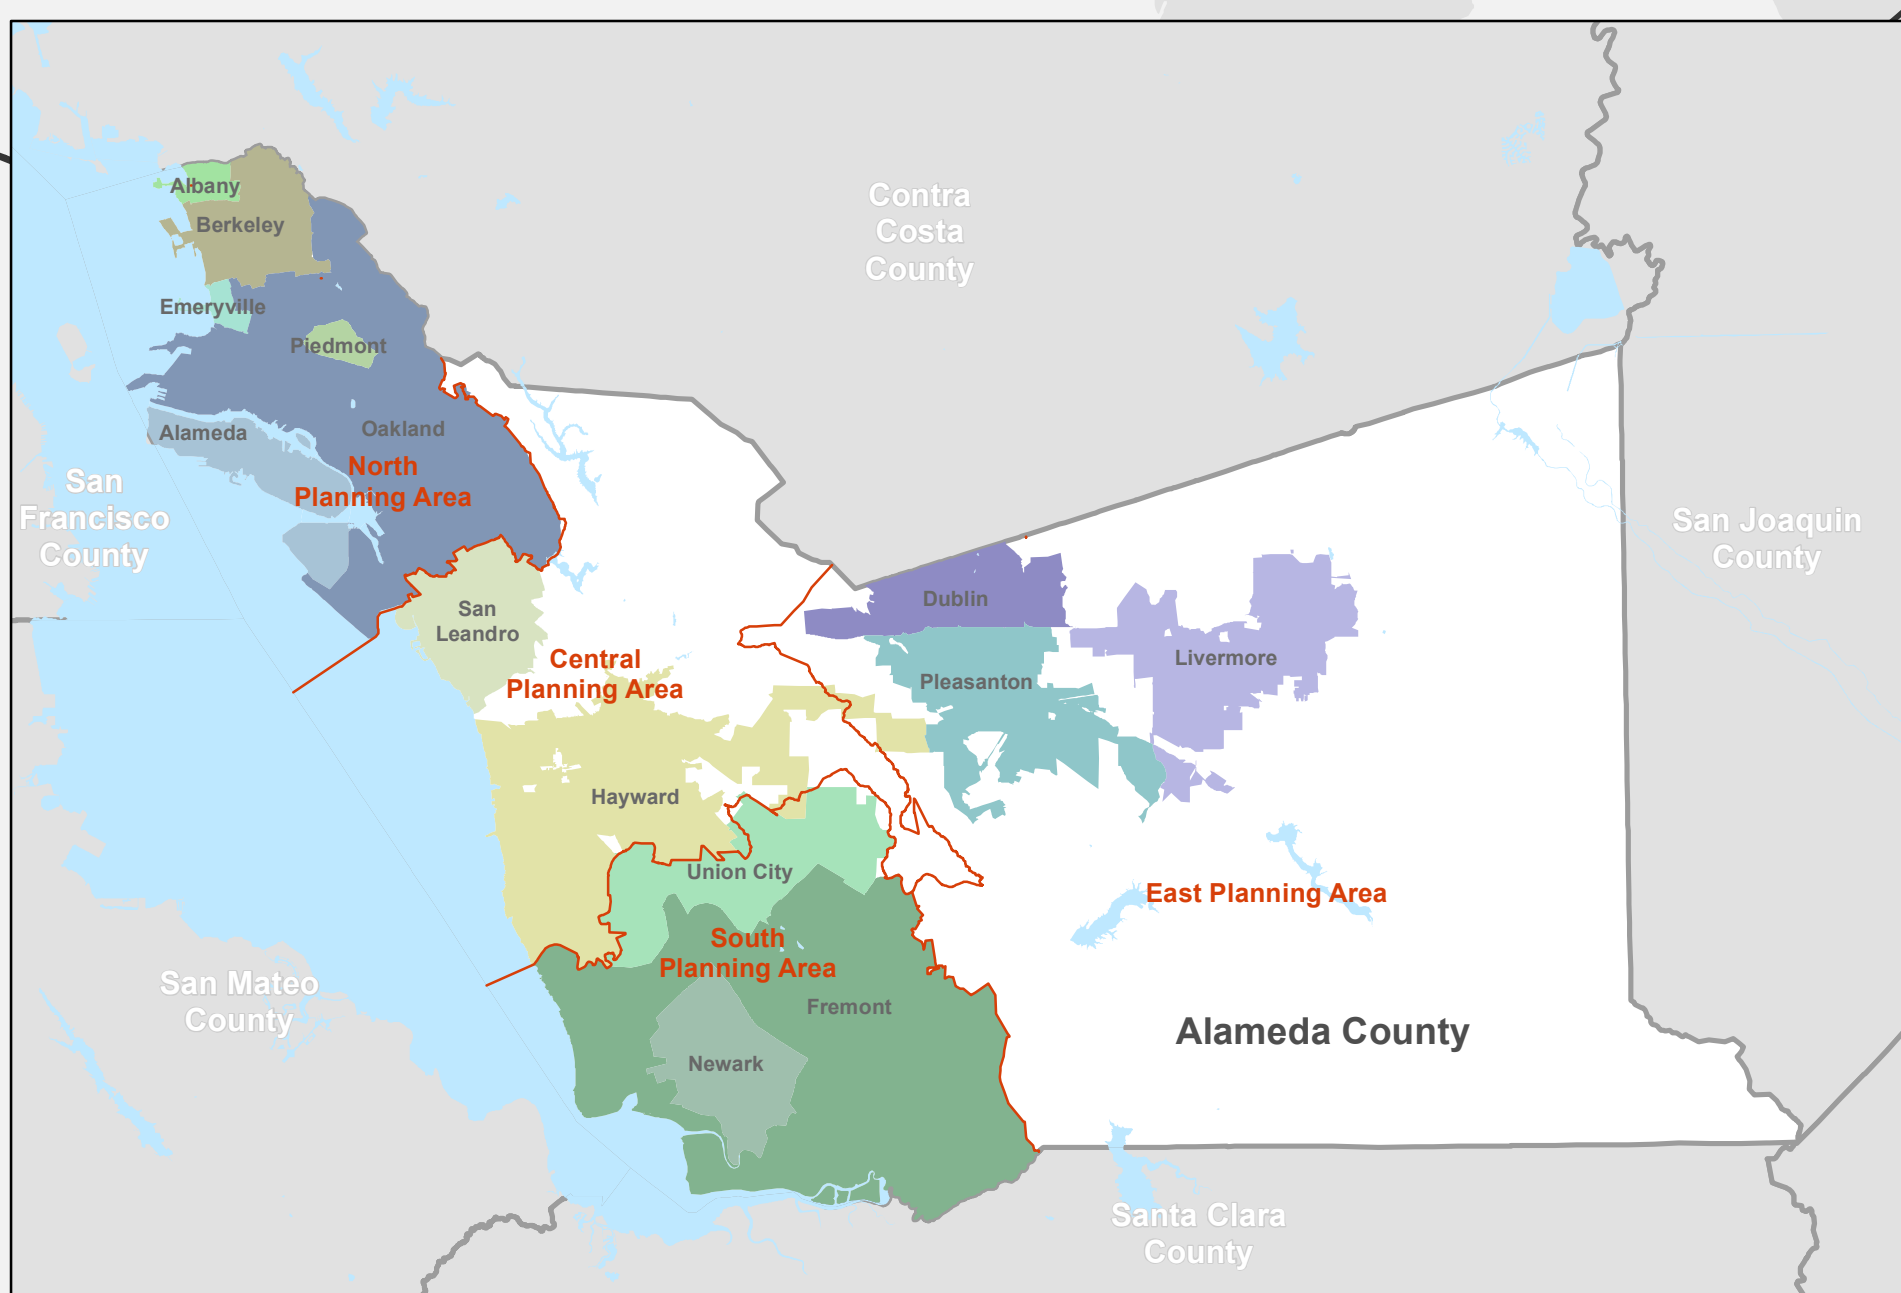 Albany
Berkeley
Contra
Costa
County
Emeryville
Piedmont
Alameda
Oakland
North
Planning Area
San
Francisco
County
San Joaquin
County
San
Leandro
Dublin
Central
Planning Area
Livermore
Pleasanton
Hayward
Union City
East Planning Area
South
Planning Area
San Mateo
County
Fremont
Alameda County
Newark
Santa Clara
County